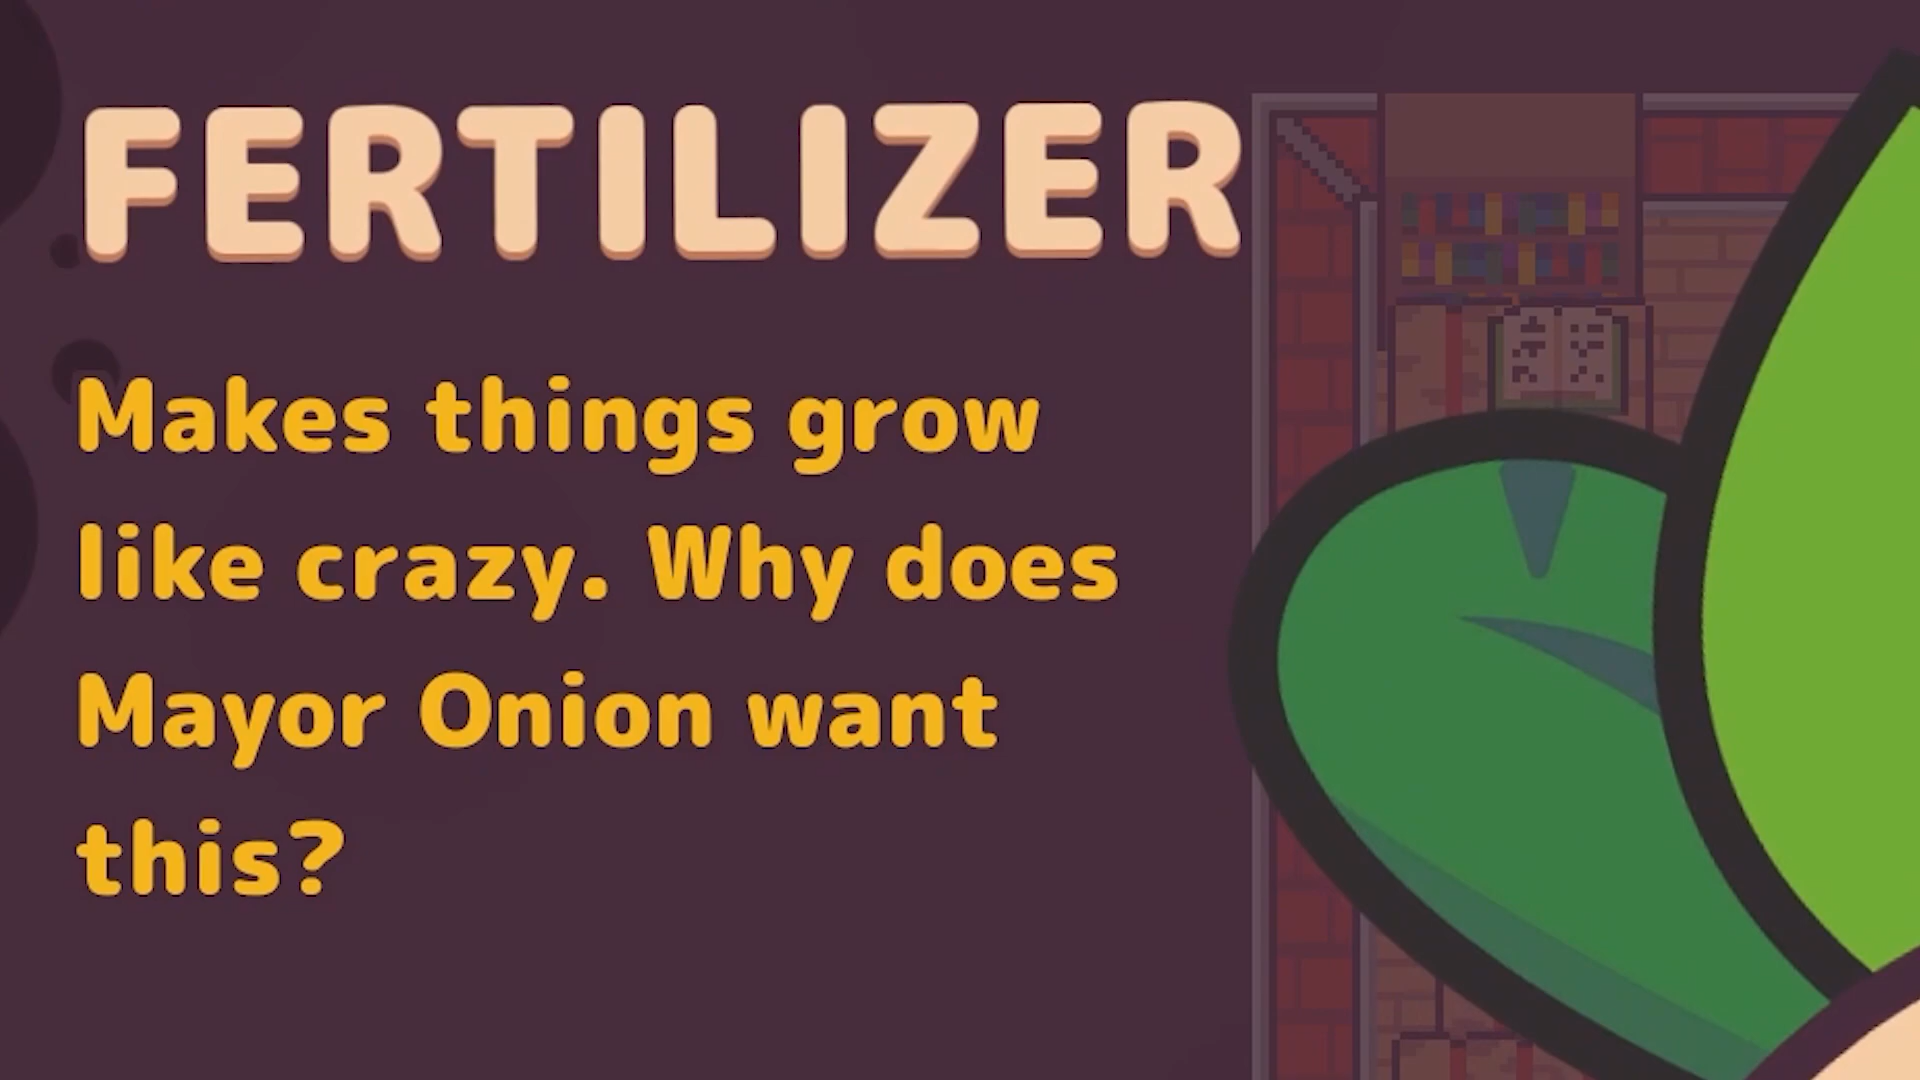 FERTILIZER
Makes things grow
like crazy. Why does
Mayor Onion want
this?